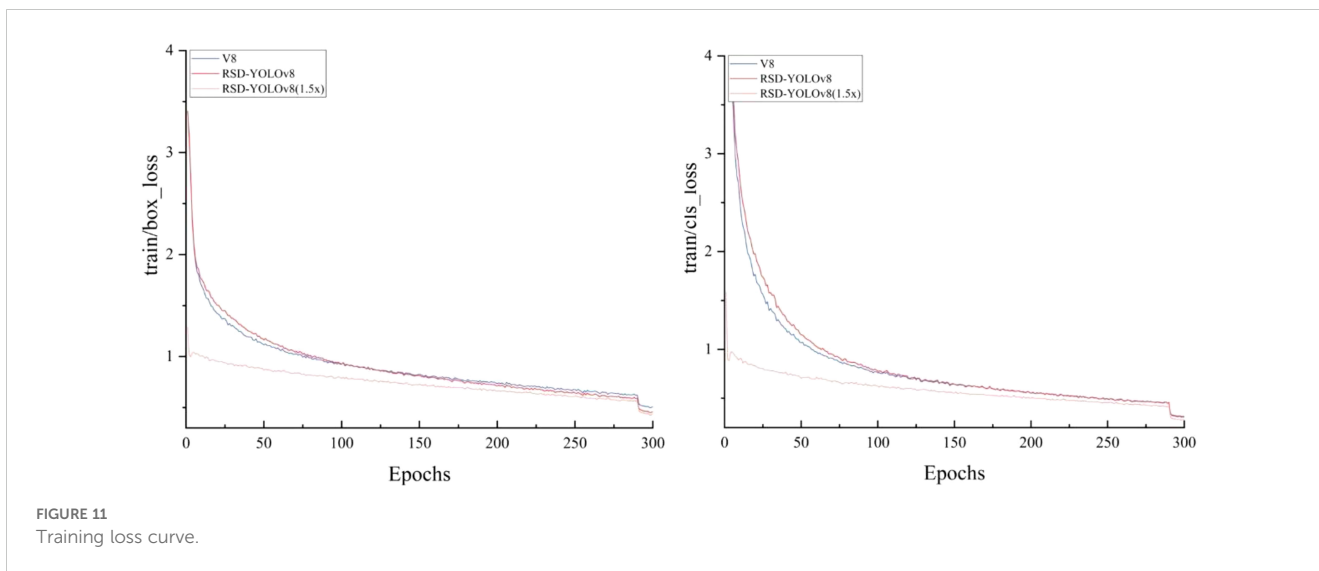 4
3
2
1
train/box_loss
V8
RSD-YOLOv8
RSD-YOLOv8(1.5x)
0
50
100
150
200
250
300
Epochs
4
3
2
1
train/cls_loss
V8
RSD-YOLOv8
RSD-YOLOv8(1.5x)
0
50
100
150
200
250
300
Epochs
FIGURE 11
Training loss curve.